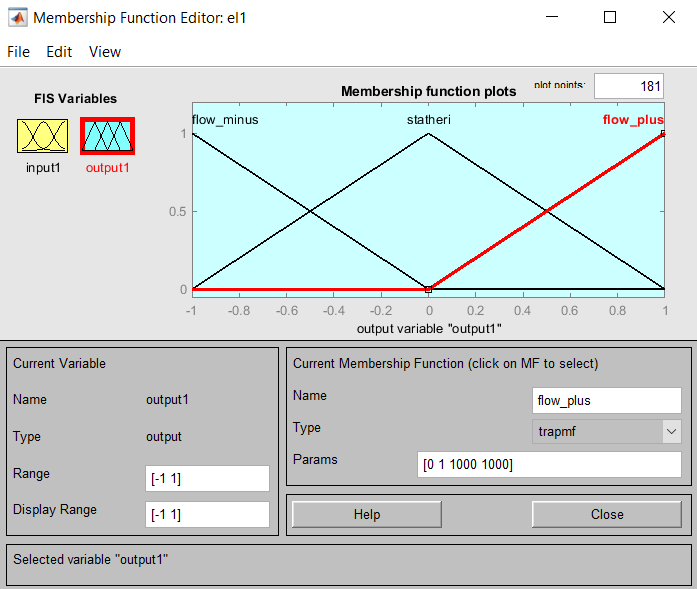 Membership Function Editor: el1
File Edit View
FIS Variables
input1 output1
Membership function plots
plot points: 181
flow_minus statheri flow_plus
1
0.5
0
-1 -0.8 -0.6 -0.4 -0.2 0 0.2 0.4 0.6 0.8 1
output variable "output1"
Current Variable
Name output1
Type output
Range [-1 1]
Display Range [-1 1]
Current Membership Function (click on MF to select)
Name flow_plus
Type trapmf
Params [0 1 1000 1000]
Help Close
Selected variable "output1"